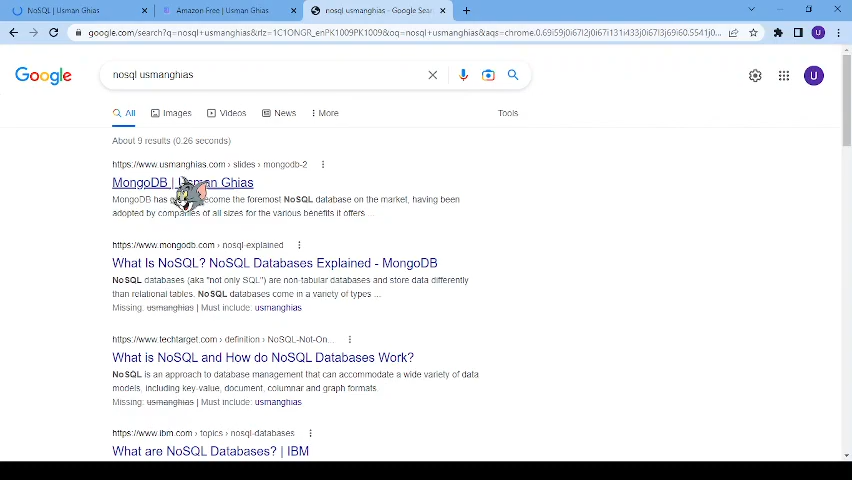 NoSQL | Usman Ghias
Amazon Free | Usman Ghias
nosql usmanghias - Google Sear
google.com/search?q=nosql+usmanghias&rlz=1C1ONGR_enPK1009PK1009&oq=nosql+usmanghias&aqs=chrome.0.69i59j0i67l2j0i67i131i433j0i67l3j69i60.5541j0...
U
Google
nosql usmanghias
U
All
Images
Videos
News
More
Tools
About 9 results (0.26 seconds)
https://www.usmanghias.com › slides › mongodb-2
MongoDB | Usman Ghias
MongoDB has become the foremost NoSQL database on the market, having been
adopted by companies of all sizes for the various benefits it offers ...
https://www.mongodb.com › nosql-explained
What Is NoSQL? NoSQL Databases Explained - MongoDB
NoSQL databases (aka "not only SQL") are non-tabular databases and store data differently
than relational tables. NoSQL databases come in a variety of types ...
Missing: usmanghias | Must include: usmanghias
https://www.techtarget.com › definition › NoSQL-Not-On...
What is NoSQL and How do NoSQL Databases Work?
NoSQL is an approach to database management that can accommodate a wide variety of data
models, including key-value, document, columnar and graph formats.
Missing: usmanghias | Must include: usmanghias
https://www.ibm.com › topics › nosql-databases
What are NoSQL Databases? | IBM